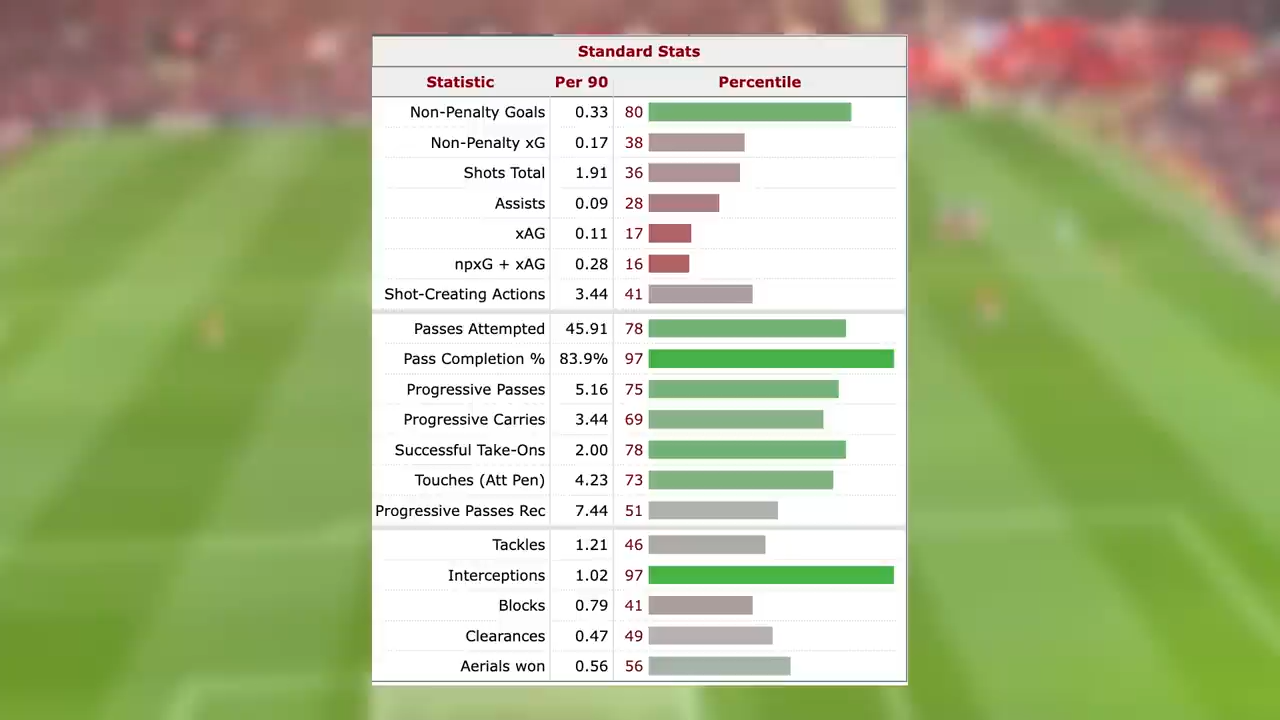 Standard Stats
Statistic Per 90 Percentile
Non-Penalty Goals 0.33 80
Non-Penalty xG 0.17 38
Shots Total 1.91 36
Assists 0.09 28
xAG 0.11 17
npxG + xAG 0.28 16
Shot-Creating Actions 3.44 41
Passes Attempted 45.91 78
Pass Completion % 83.9% 97
Progressive Passes 5.16 75
Progressive Carries 3.44 69
Successful Take-Ons 2.00 78
Touches (Att Pen) 4.23 73
Progressive Passes Rec 7.44 51
Tackles 1.21 46
Interceptions 1.02 97
Blocks 0.79 41
Clearances 0.47 49
Aerials won 0.56 56